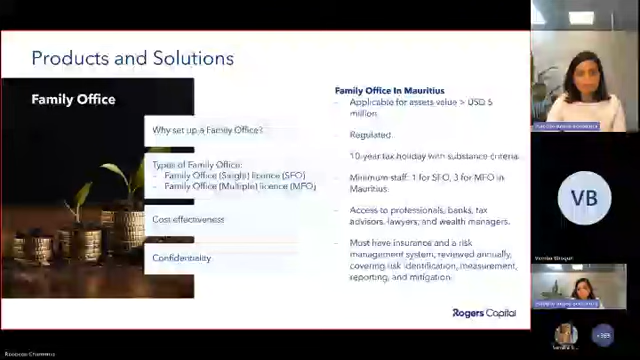 Products and Solutions
Family Office
Why set up a Family Office?
Types of Family Office:
- Family Office (Single) licence (SFO)
- Family Office (Multiple) licence (MFO)
Cost effectiveness
Confidentiality
Family Office In Mauritius
- Applicable for assets value > USD 5
million.
- Regulated.
10-year tax holiday with substance criteria.
- Minimum staff: 1 for SFO, 3 for MFO in
Mauritius.
- Access to professionals, banks, tax
advisors, lawyers, and wealth managers.
- Must have insurance and a risk
management system, reviewed annually,
covering risk identification, measurement,
reporting, and mitigation.
Rogers Capital
VB